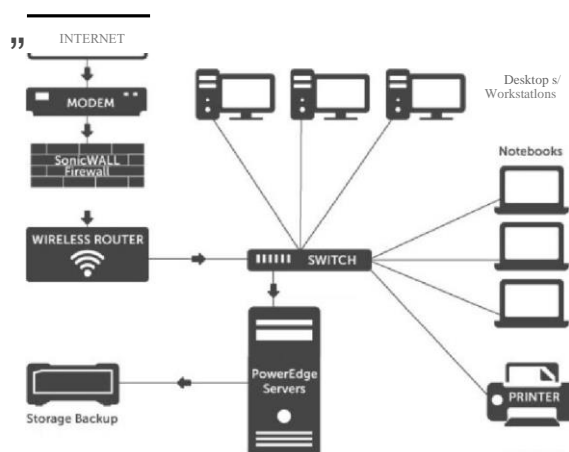 ”
INTERNET
MODEM
SonicWALL
Firewall
WIRELESS ROUTER
SWITCH
Desktop s/
Workstatlons
Notebooks
PowerEdge
Servers
Storage Backup
PRINTER